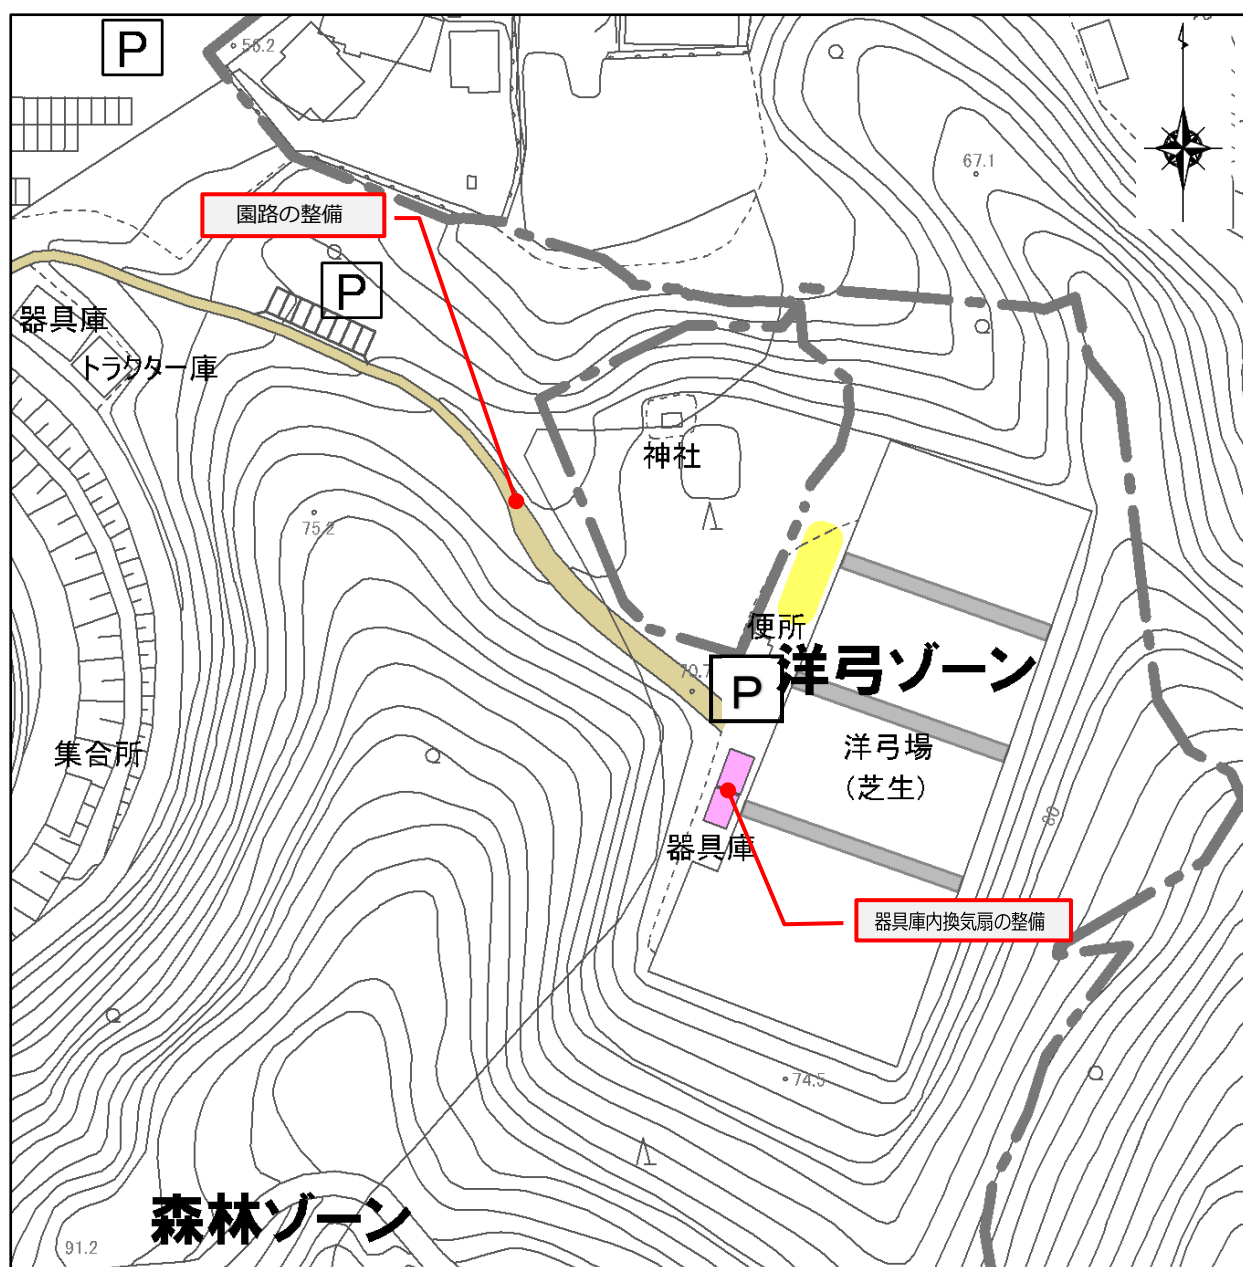 P
56.2
67.1
園路の整備
P
器具庫
トラクター庫
神社
75.2
便所
洋弓ゾーン
70.7
P
集合所
洋弓場
(芝生)
80
器具庫
器具庫内換気扇の整備
74.5
森林ゾーン
91.2